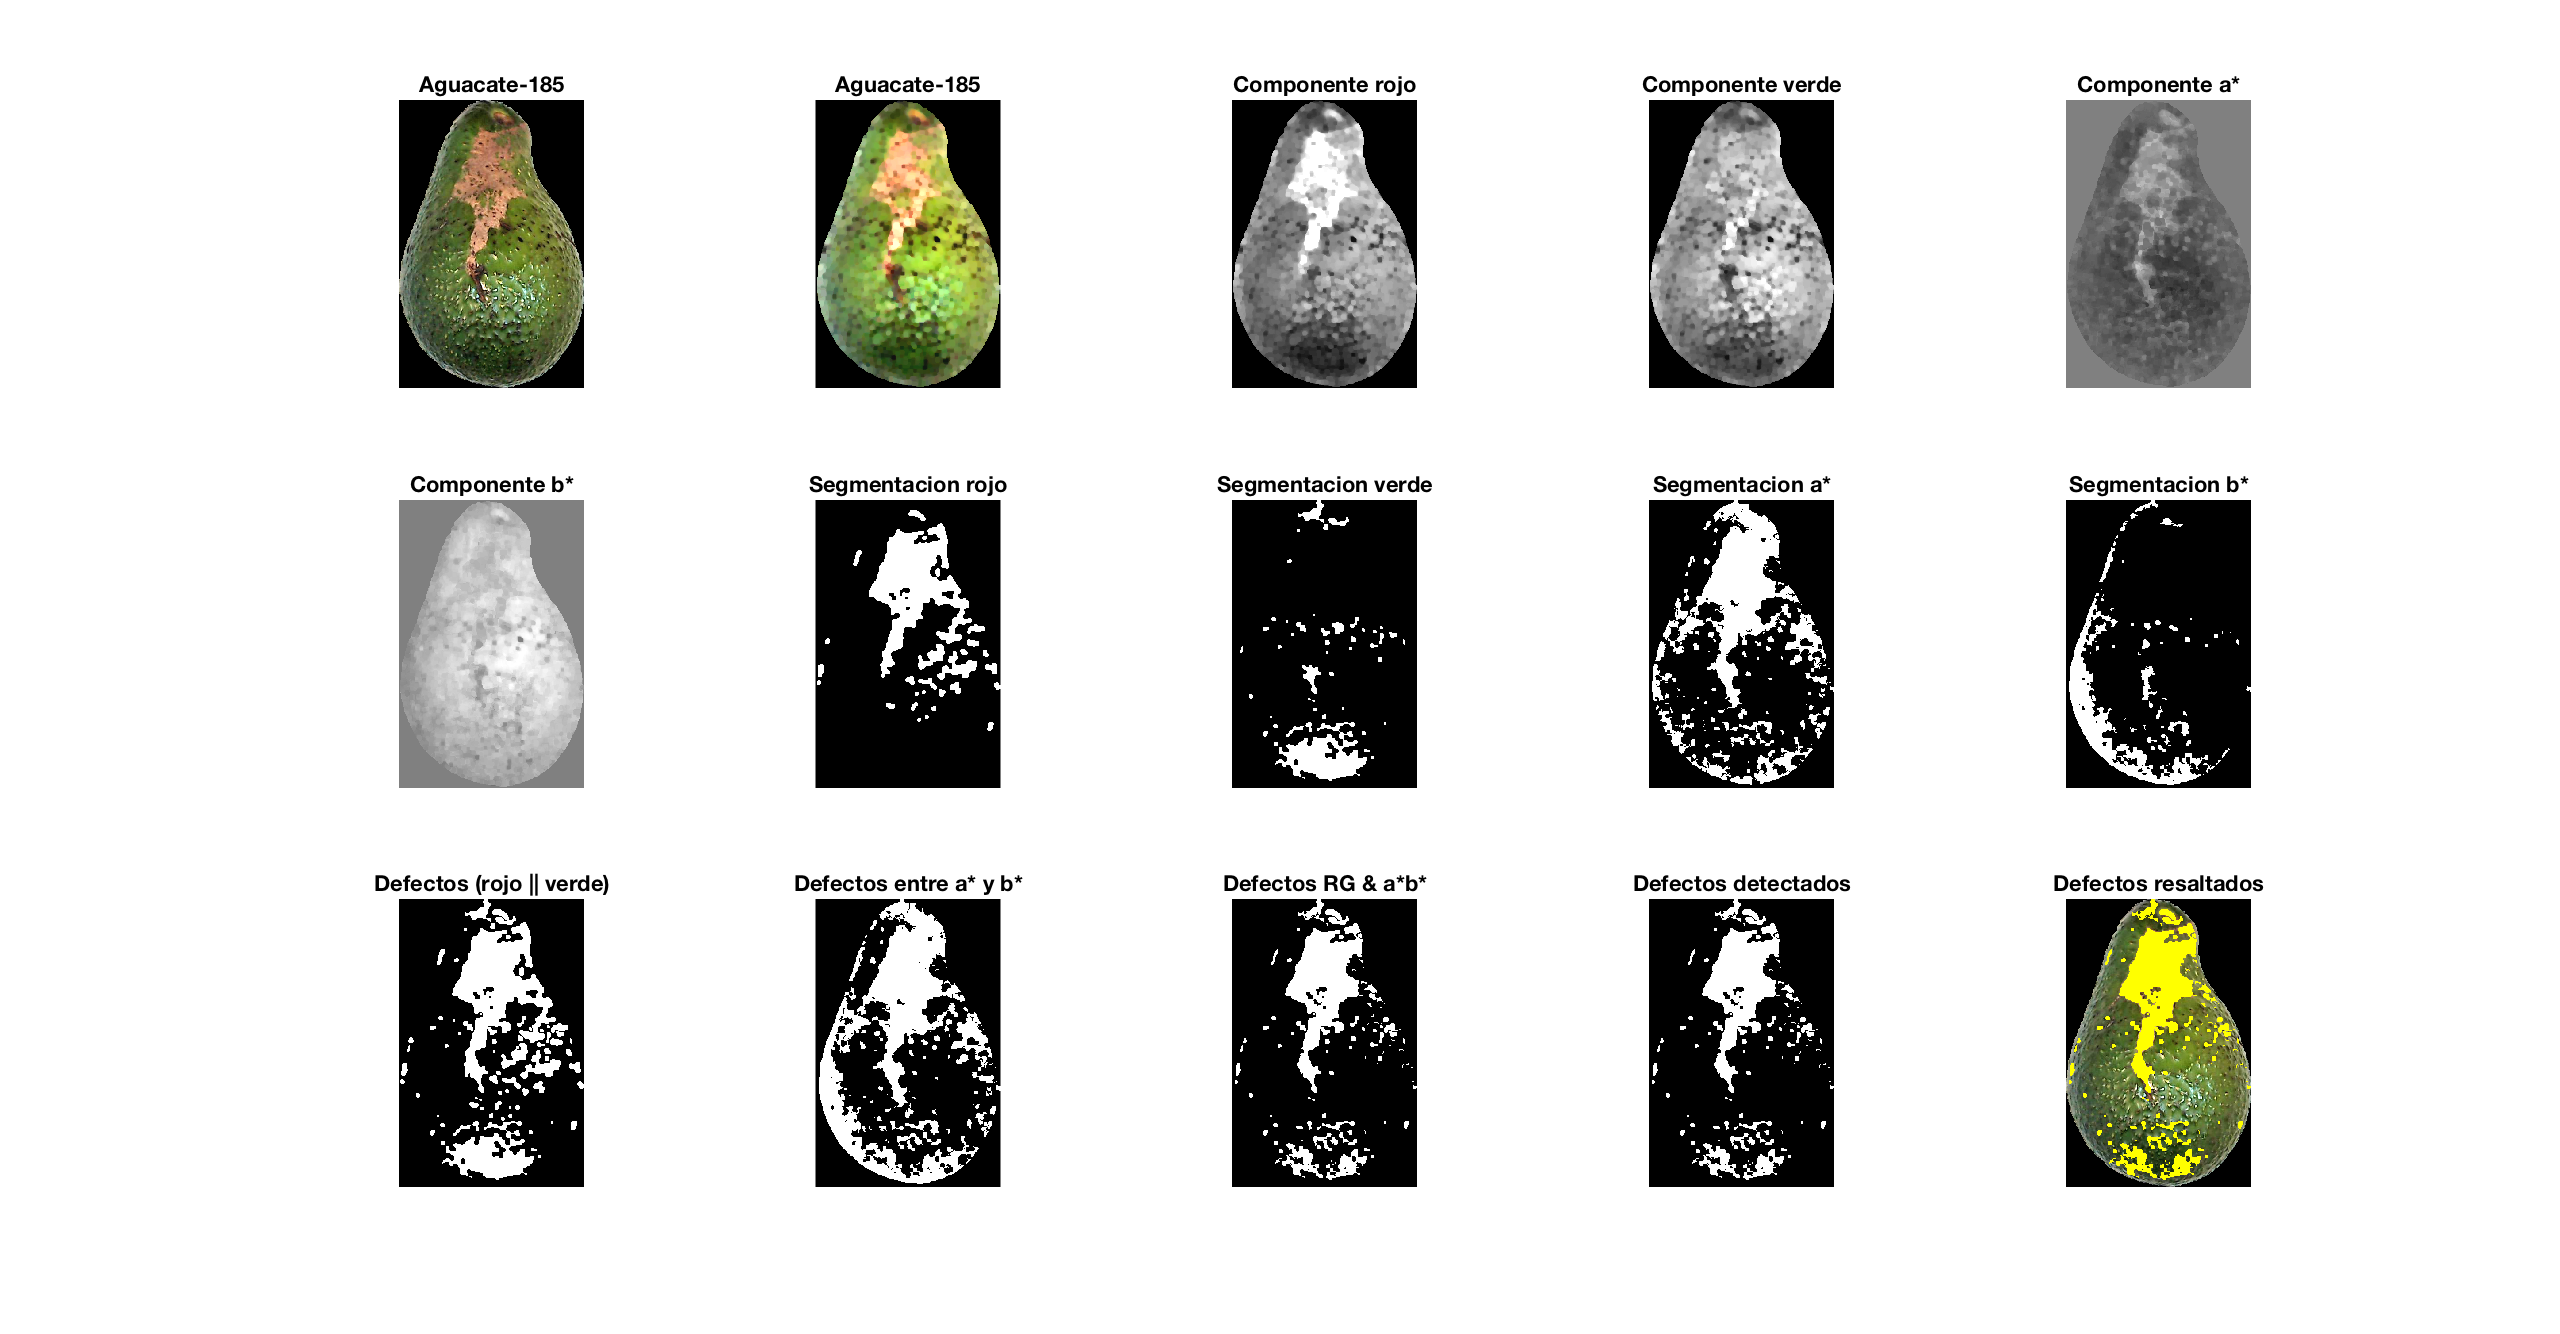 Aguacate-185
Aguacate-185
Componente rojo
Componente verde
Componente a*
Componente b*
Segmentacion rojo
Segmentacion verde
Segmentacion a*
Segmentacion b*
Defectos (rojo || verde)
Defectos entre a* y b*
Defectos RG & a*b*
Defectos detectados
Defectos resaltados